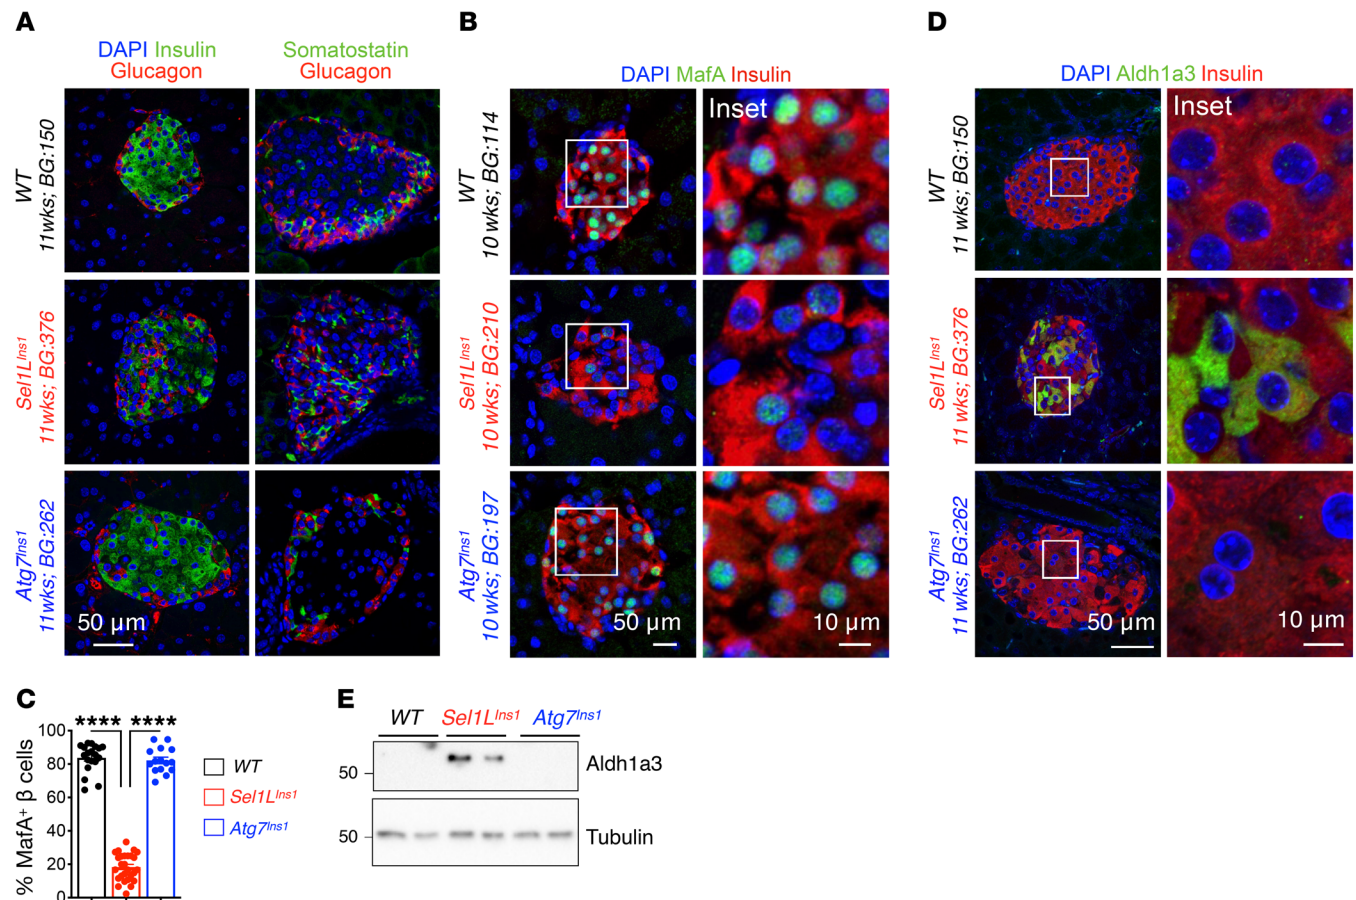 A
DAPI Insulin
Glucagon
Somatostatin
Glucagon
WT
11wks; BG:150
Sel1L^Ins1
11wks; BG:376
Atg7^Ins1
11wks; BG:262
50 µm
B
DAPI MafA Insulin
Inset
WT
10 wks; BG:114
Sel1L^Ins1
10 wks; BG:210
Atg7^Ins1
10 wks; BG:197
50 µm
10 µm
D
DAPI Aldh1a3 Insulin
Inset
WT
11 wks; BG:150
Sel1L^Ins1
11 wks; BG:376
Atg7^Ins1
11 wks; BG:262
50 µm
10 µm
C
**** ****
% MafA⁺ β cells
100
80
60
40
20
0
WT
Sel1L^Ins1
Atg7^Ins1
E
WT Sel1L^Ins1 Atg7^Ins1
50
Aldh1a3
50
Tubulin